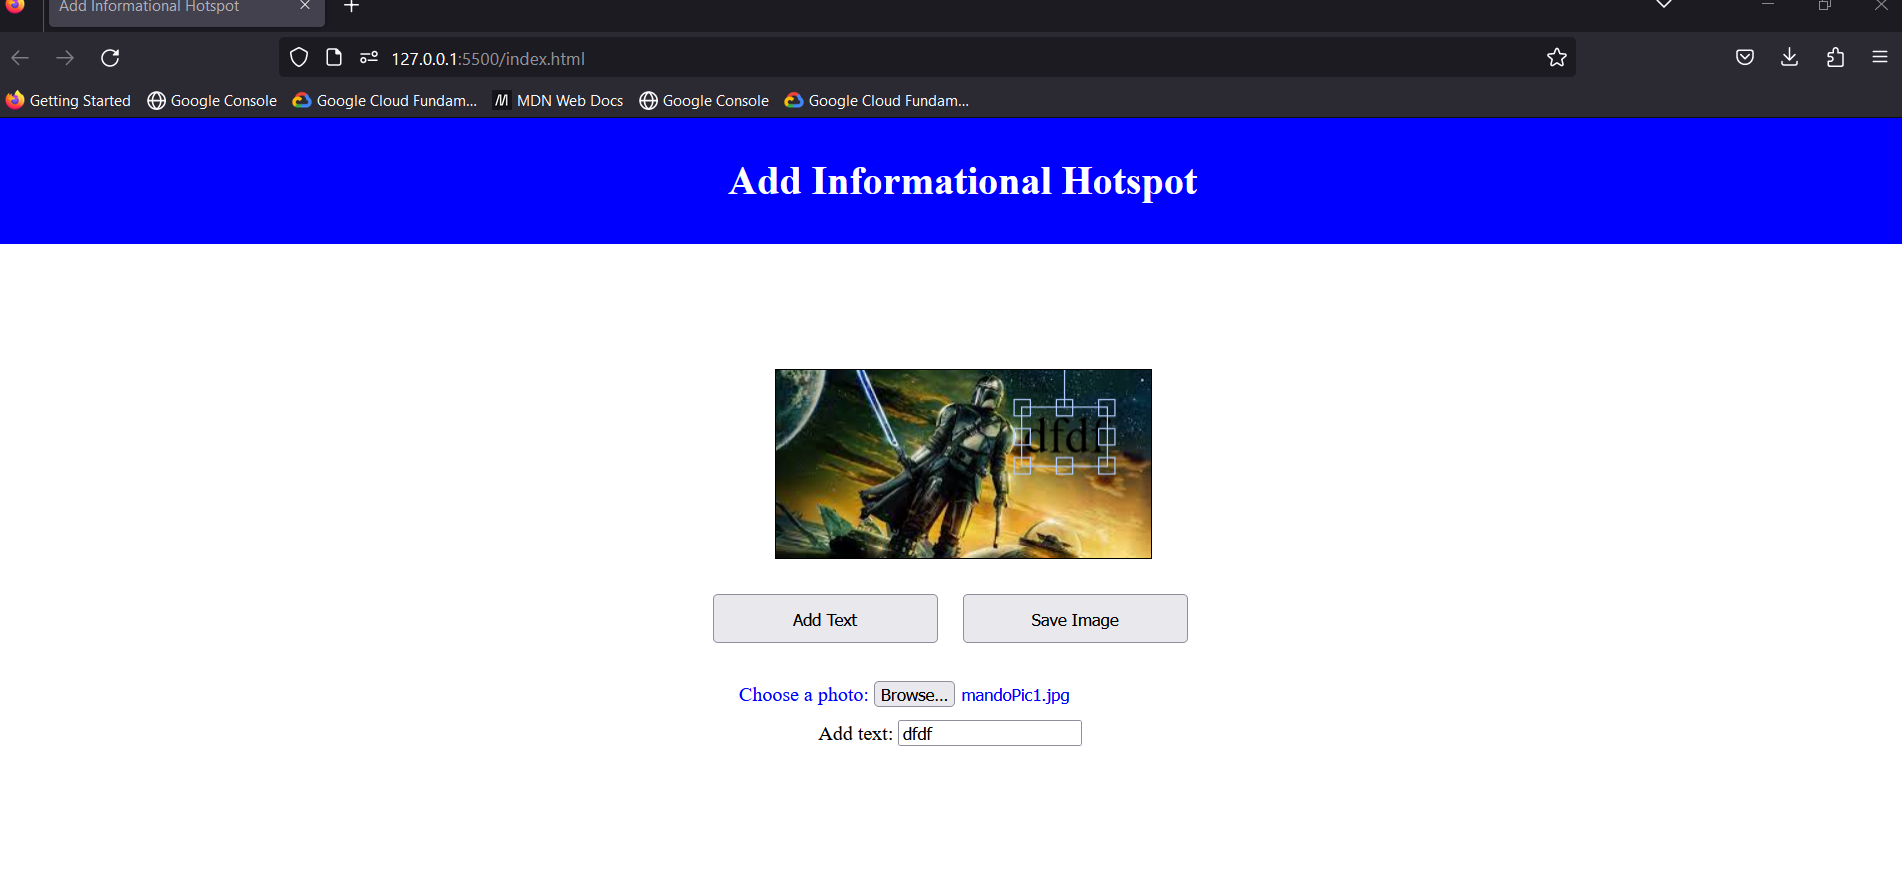 Add Informational Hotspot
127.0.0.1:5500/index.html
Getting Started Google Console Google Cloud Fundam... MDN Web Docs Google Console Google Cloud Fundam...
Add Informational Hotspot
dfdf
Add Text Save Image
Choose a photo: Browse... mandoPic1.jpg
Add text: dfdf